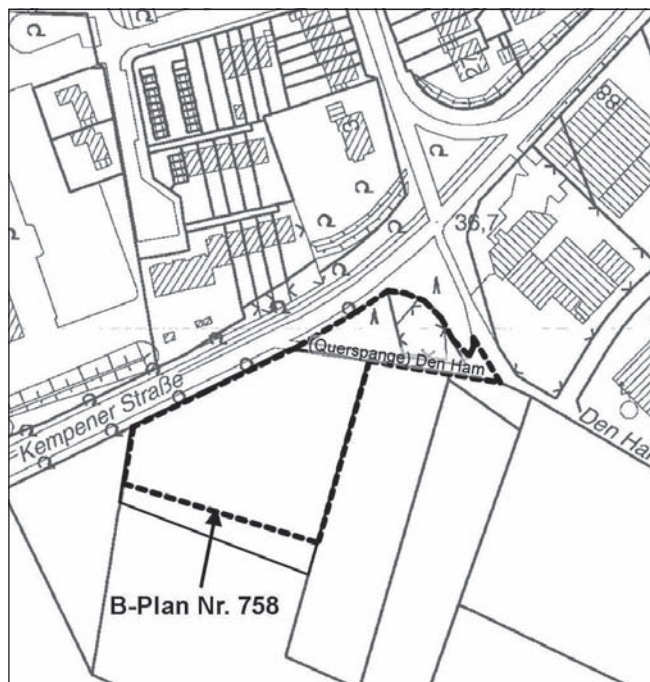 36,7
88
(Querspange) Den Ham
Kempener Straße
Den Ha
B-Plan Nr. 758